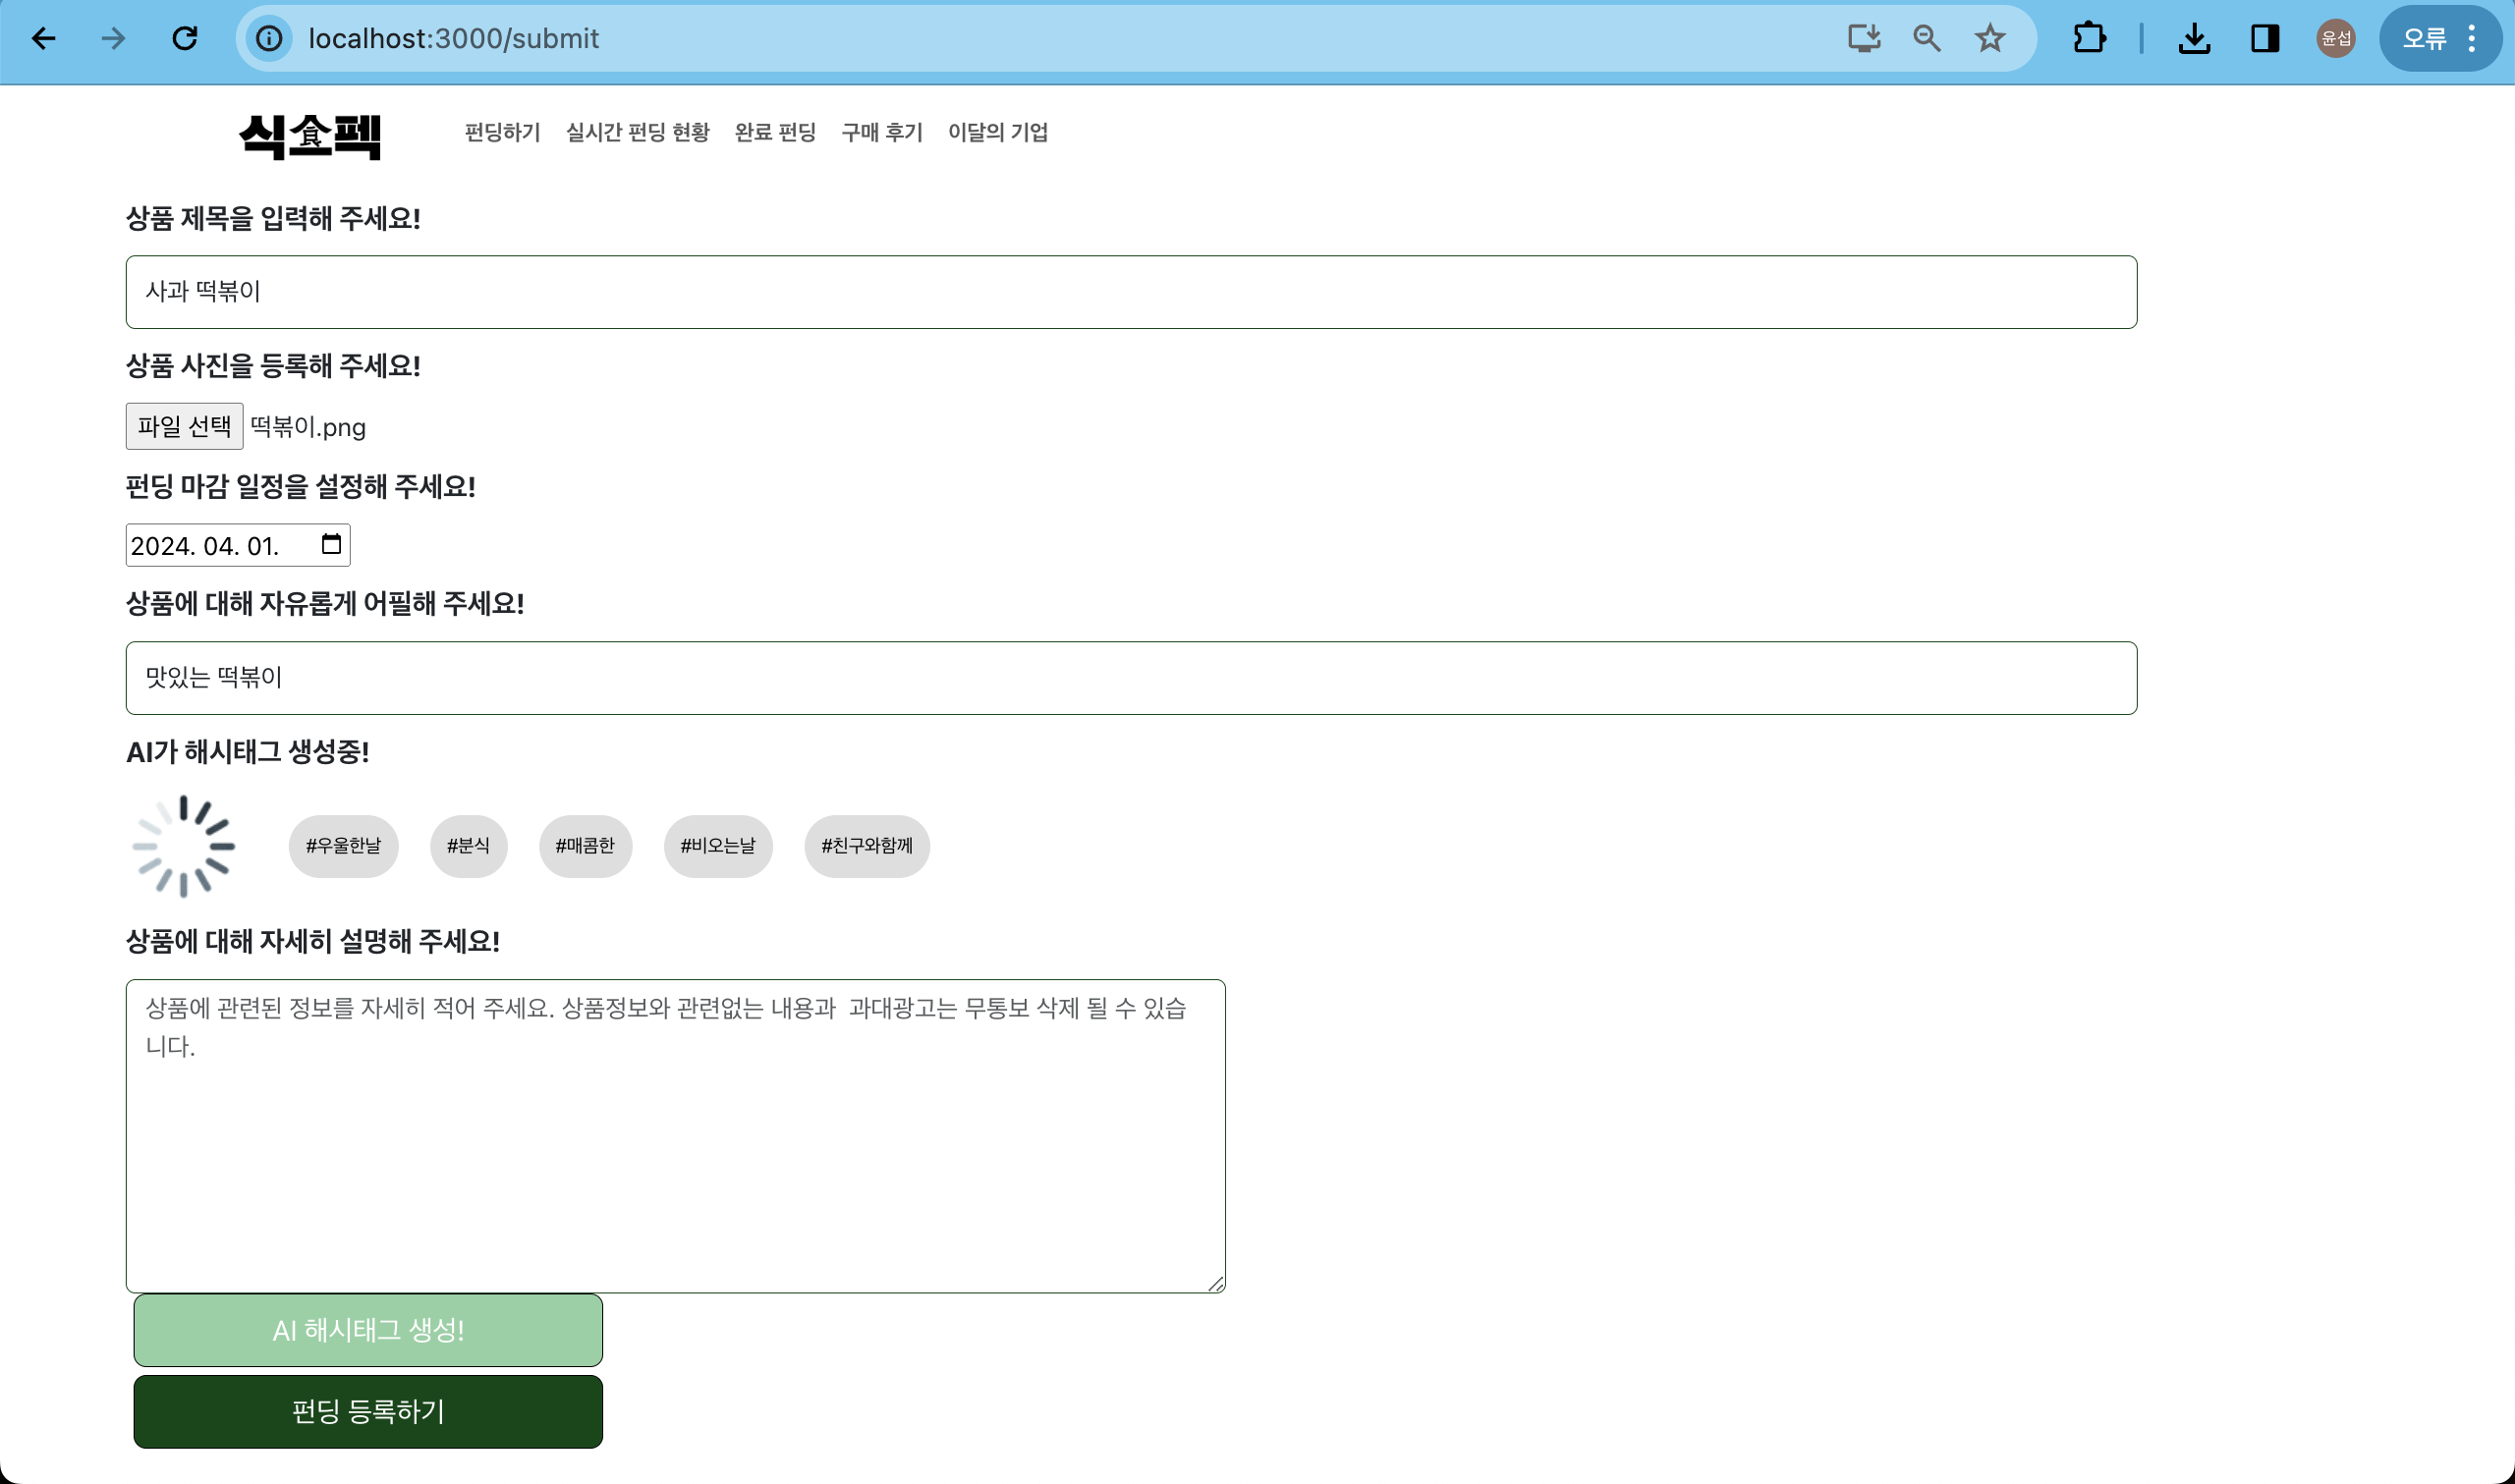 localhost:3000/submit
윤섭
오류
식食펙
펀딩하기 실시간 펀딩 현황 완료 펀딩 구매 후기 이달의 기업
상품 제목을 입력해 주세요!
사과 떡볶이
상품 사진을 등록해 주세요!
파일 선택 떡볶이.png
펀딩 마감 일정을 설정해 주세요!
2024. 04. 01.
상품에 대해 자유롭게 어필해 주세요!
맛있는 떡볶이
AI가 해시태그 생성중!
#우울한날 #분식 #매콤한 #비오는날 #친구와함께
상품에 대해 자세히 설명해 주세요!
상품에 관련된 정보를 자세히 적어 주세요. 상품정보와 관련없는 내용과  과대광고는 무통보 삭제 될 수 있습
니다.
AI 해시태그 생성!
펀딩 등록하기